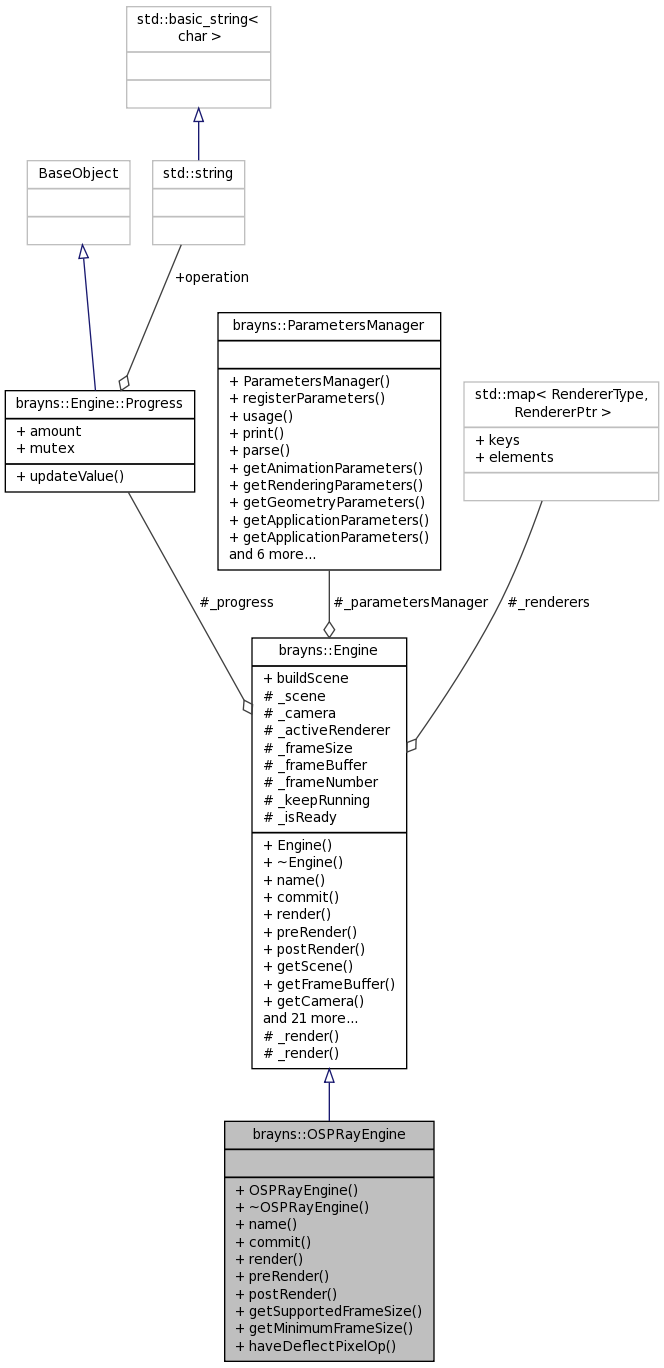 std::basic_string<
char >
BaseObject
std::string
+operation
brayns::ParametersManager
+ ParametersManager()
+ registerParameters()
+ usage()
+ print()
+ parse()
+ getAnimationParameters()
+ getRenderingParameters()
+ getGeometryParameters()
+ getApplicationParameters()
+ getApplicationParameters()
and 6 more...
std::map< RendererType,
RendererPtr >
+ keys
+ elements
brayns::Engine::Progress
+ amount
+ mutex
+ updateValue()
#_progress
#_parametersManager
#_renderers
brayns::Engine
+ buildScene
# _scene
# _camera
# _activeRenderer
# _frameSize
# _frameBuffer
# _frameNumber
# _keepRunning
# _isReady
+ Engine()
+ ~Engine()
+ name()
+ commit()
+ render()
+ preRender()
+ postRender()
+ getScene()
+ getFrameBuffer()
+ getCamera()
and 21 more...
# _render()
# _render()
brayns::OSPRayEngine
+ OSPRayEngine()
+ ~OSPRayEngine()
+ name()
+ commit()
+ render()
+ preRender()
+ postRender()
+ getSupportedFrameSize()
+ getMinimumFrameSize()
+ haveDeflectPixelOp()